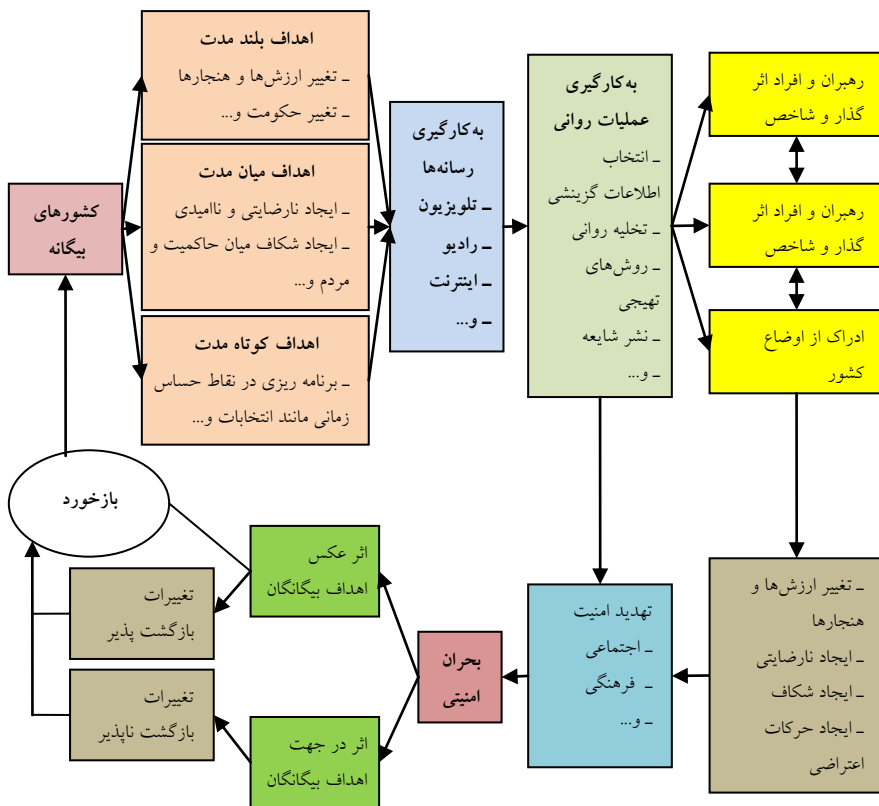 کشورهای
بیگانه
اهداف بلند مدت
ـ تغییر ارزش‌ها و هنجارها
ـ تغییر حکومت و...
اهداف میان مدت
ـ ایجاد نارضایتی و ناامیدی
ـ ایجاد شکاف میان حاکمیت و
مردم و...
اهداف کوتاه مدت
ـ برنامه ریزی در نقاط حساس
زمانی مانند انتخابات و...
به‌کارگیری
رسانه‌ها
ـ تلویزیون
ـ رادیو
ـ اینترنت
ـ و...
به‌کارگیری
عملیات روانی
ـ انتخاب
اطلاعات گزینشی
ـ تخلیه روانی
ـ روش‌های
تهیجی
ـ نشر شایعه
ـ و...
رهبران و افراد اثر
گذار و شاخص
رهبران و افراد اثر
گذار و شاخص
ادراک از اوضاع
کشور
ـ تغییر ارزش‌ها و
هنجارها
ـ ایجاد نارضایتی
ـ ایجاد شکاف
ـ ایجاد حرکات
اعتراضی
تهدید امنیت
ـ اجتماعی
ـ فرهنگی
ـ و...
بحران
امنیتی
اثر عکس
اهداف بیگانگان
اثر در جهت
اهداف بیگانگان
تغییرات
بازگشت پذیر
تغییرات
بازگشت ناپذیر
بازخورد